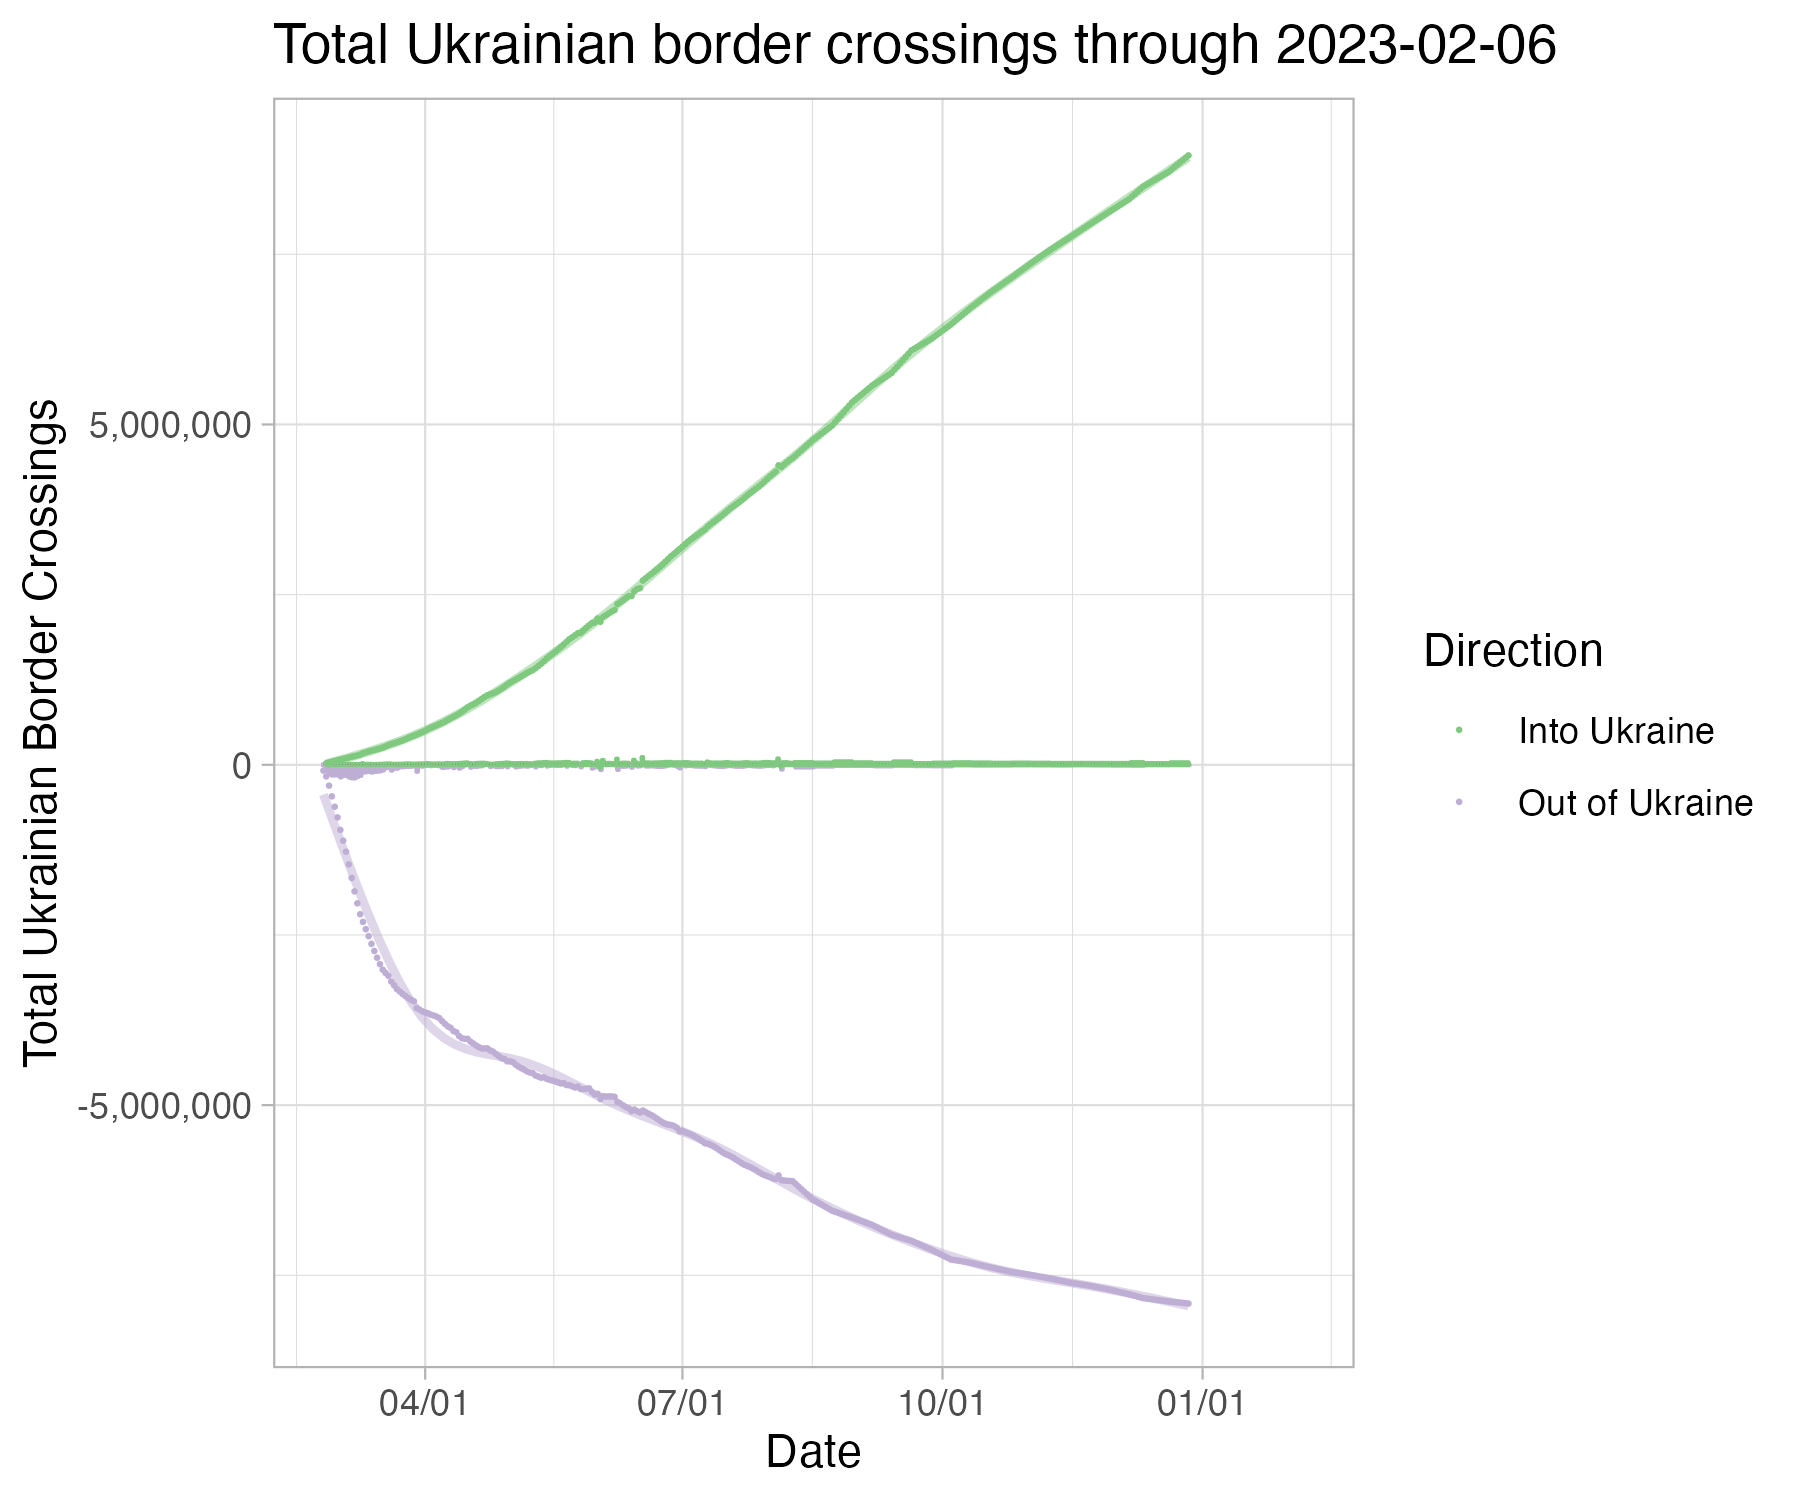 Total Ukrainian border crossings through 2023-02-06
Total Ukrainian Border Crossings
5,000,000
0
-5,000,000
04/01
07/01
10/01
01/01
Date
Direction
Into Ukraine
Out of Ukraine